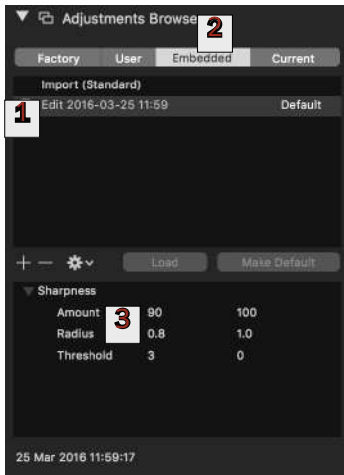 Adjustments Browse
2
Factory User Embedded Current
Import (Standard)
1
Edit 2016-03-25 11:59 Default
+ − Load Make Default
Sharpness
Amount 90 100
3
Radius 0.8 1.0
Threshold 3 0
25 Mar 2016 11:59:17